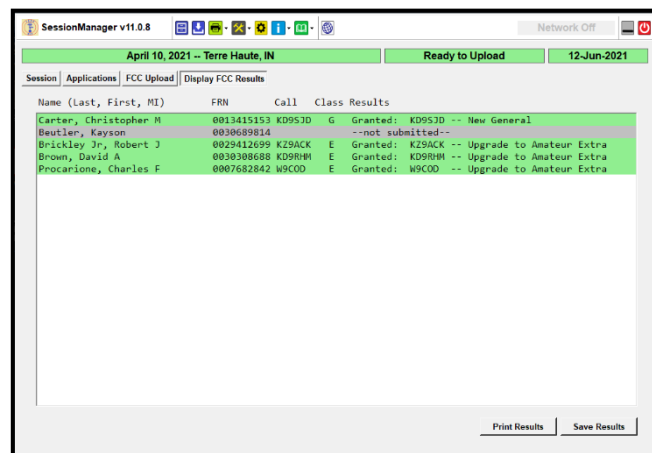 SessionManager v11.0.8
Network Off
April 10, 2021 -- Terre Haute, IN Ready to Upload 12-Jun-2021
Session Applications FCC Upload Display FCC Results
Name (Last, First, MI) FRN Call Class Results
Carter, Christopher M 0013415153 KD9SJD G Granted: KD9SJD -- New General
Beutler, Kayson 0030689814 --not submitted--
Brickley Jr, Robert J 0029412699 KZ9ACK E Granted: KZ9ACK -- Upgrade to Amateur Extra
Brown, David A 0030308688 KD9RHM E Granted: KD9RHM -- Upgrade to Amateur Extra
Procarione, Charles F 0007682842 W9COD E Granted: W9COD -- Upgrade to Amateur Extra
Print Results Save Results